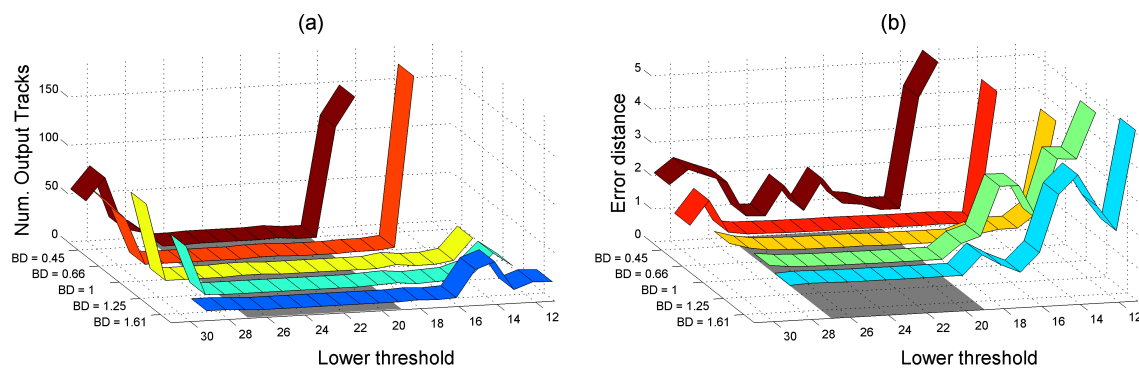 (a)
Num. Output Tracks
150
100
50
0
BD = 0.45
BD = 0.66
BD = 1
BD = 1.25
BD = 1.61
30 28 26 24 22 20 18 16 14 12
Lower threshold
(b)
Error distance
5
4
3
2
1
0
BD = 0.45
BD = 0.66
BD = 1
BD = 1.25
BD = 1.61
30 28 26 24 22 20 18 16 14 12
Lower threshold